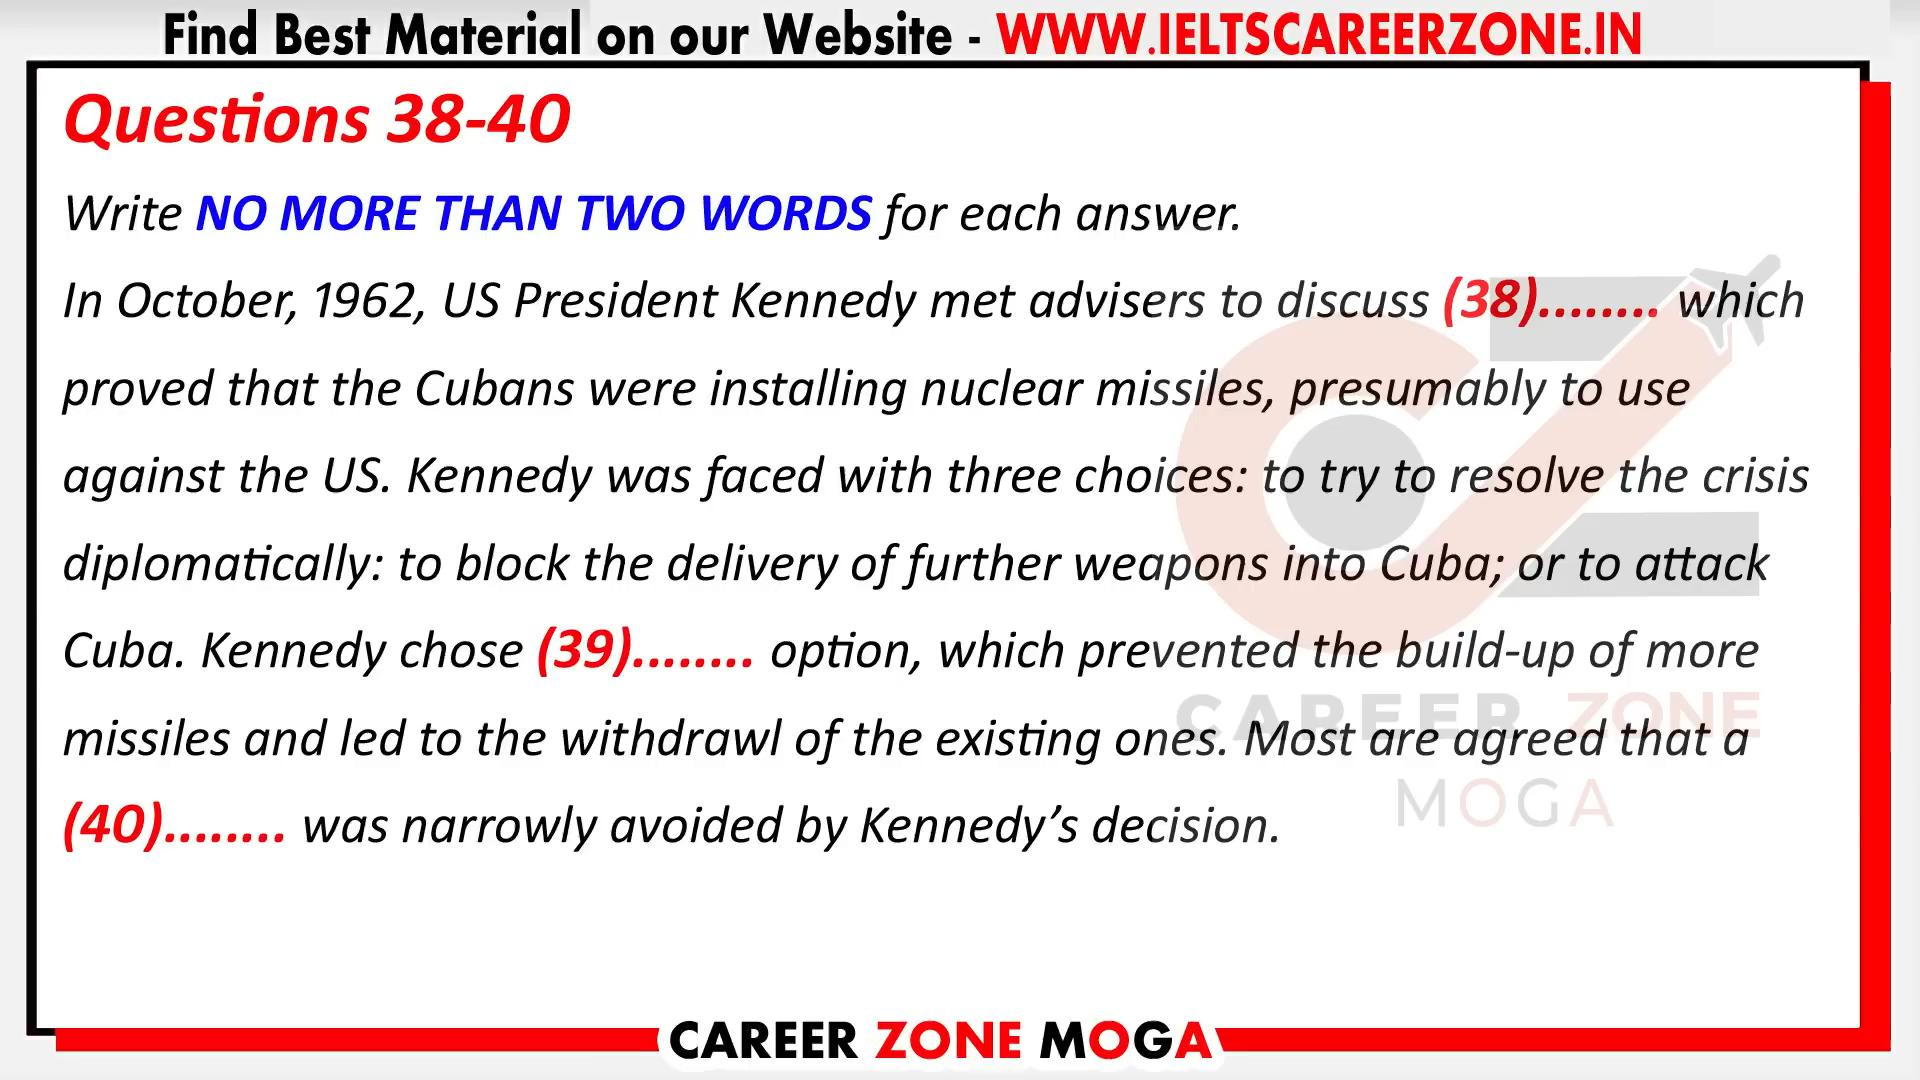 Find Best Material on our Website - WWW.IELTSCAREERZONE.IN
Questions 38-40
Write NO MORE THAN TWO WORDS for each answer.
In October, 1962, US President Kennedy met advisers to discuss (38)........ which
proved that the Cubans were installing nuclear missiles, presumably to use
against the US. Kennedy was faced with three choices: to try to resolve the crisis
diplomatically: to block the delivery of further weapons into Cuba; or to attack
Cuba. Kennedy chose (39)........ option, which prevented the build-up of more
missiles and led to the withdrawl of the existing ones. Most are agreed that a
(40)........ was narrowly avoided by Kennedy's decision.
CAREER ZONE
MOGA
CAREER ZONE MOGA